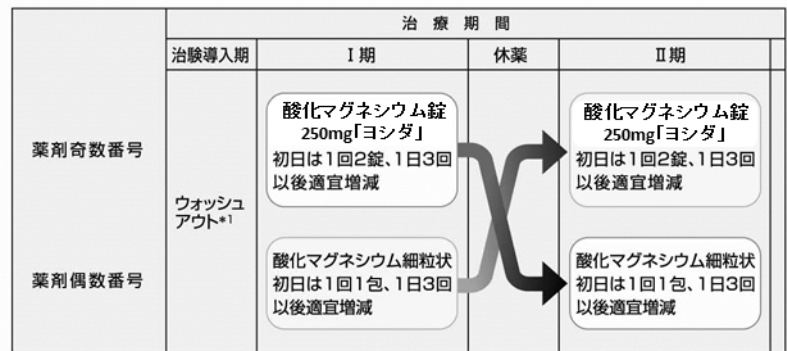 治療期間
治験導入期
Ⅰ期
休薬
Ⅱ期
薬剤奇数番号
ウォッシュ
アウト*1
酸化マグネシウム錠
250mg「ヨシダ」
初日は1回2錠、1日3回
以後適宜増減
酸化マグネシウム錠
250mg「ヨシダ」
初日は1回2錠、1日3回
以後適宜増減
薬剤偶数番号
酸化マグネシウム細粒状
初日は1回1包、1日3回
以後適宜増減
酸化マグネシウム細粒状
初日は1回1包、1日3回
以後適宜増減